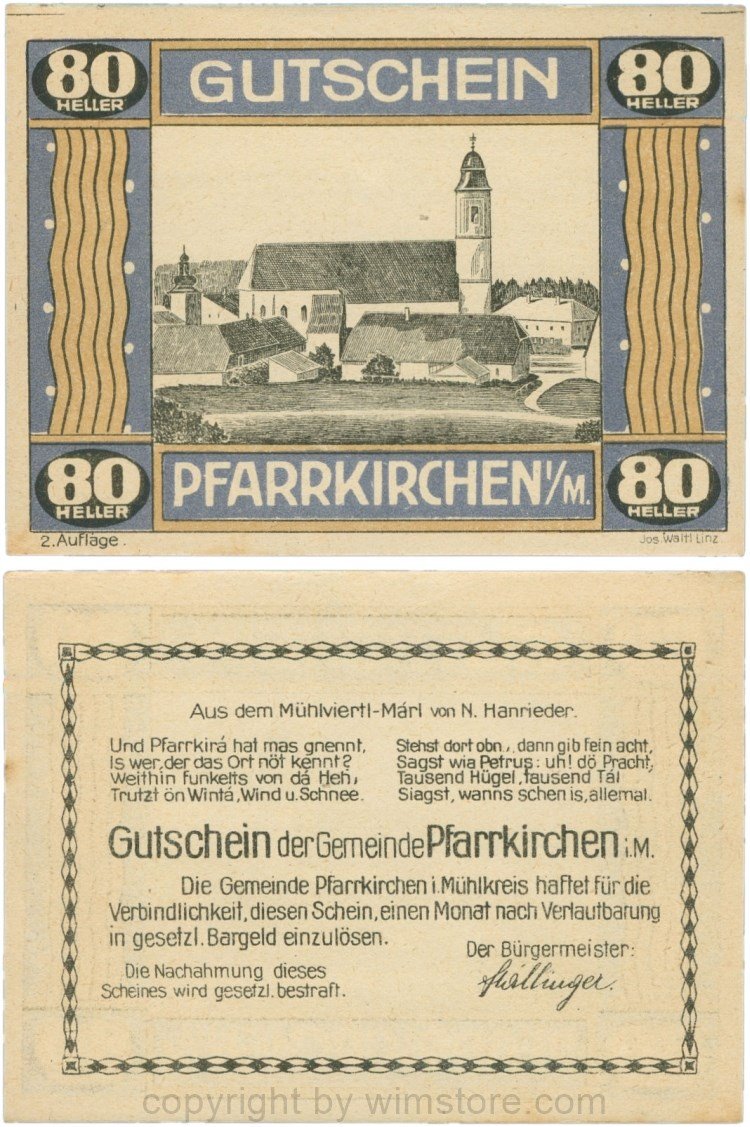 80 HELLER
GUTSCHEIN
80 HELLER
80 HELLER
PFARRKIRCHEN I/M.
80 HELLER
2. Auflage.
Jos. Waitl Linz.
Aus dem Mühlviertl-Márl von N. Hanrieder.
Und Pfarrkirá hat mas gnennt,
Is wer, der das Ort nöt kennt?
Weithin funkelts von dá Heh,
Trutzt ön Wintá, Wind u. Schnee.
Stehst dort obn, dann gib fein acht,
Sagst wia Petrus: uh! dö Pracht,
Tausend Hügel, tausend Tál
Siagst, wanns schen is, allemal.
Gutschein der Gemeinde Pfarrkirchen i.M.
Die Gemeinde Pfarrkirchen i. Mühlkreis haftet für die
Verbindlichkeit, diesen Schein, einen Monat nach Verlautbarung
in gesetzl. Bargeld einzulösen.
Der Bürgermeister:
Die Nachahmung dieses
Scheines wird gesetzl. bestraft.
copyright by wimstore.com